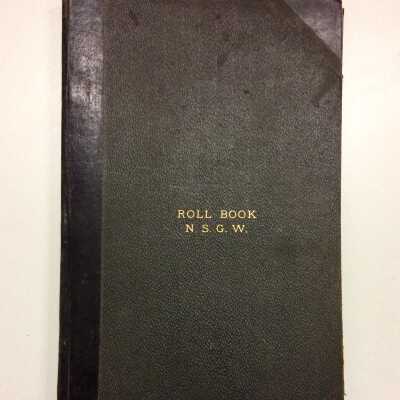 ROLL BOOK
N. S. G. W.